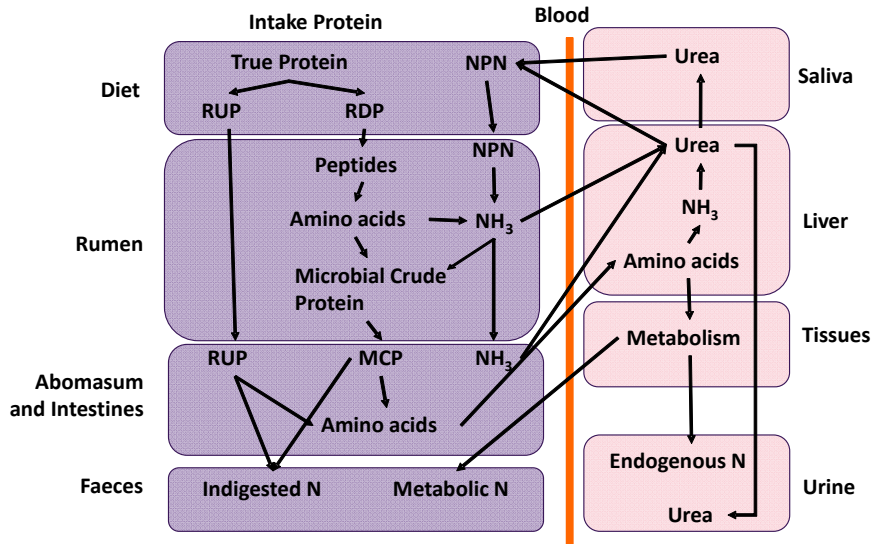 Intake Protein
Blood
Diet
True Protein
NPN
RUP
RDP
Urea
Saliva
Rumen
Peptides
NPN
Amino acids
NH3
Microbial Crude
Protein
Urea
NH3
Amino acids
Liver
Abomasum
and Intestines
RUP
MCP
NH3
Amino acids
Metabolism
Tissues
Faeces
Indigested N
Metabolic N
Endogenous N
Urea
Urine